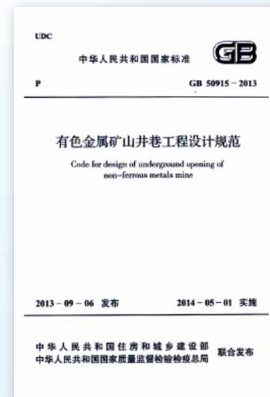 UDC
中华人民共和国国家标准 GB
P GB 50915-2013
有色金属矿山井巷工程设计规范
Code for design of underground opening of
non-ferrous metals mine
2013-09-06 发布 2014-05-01 实施
中华人民共和国住房和城乡建设部
中华人民共和国国家质量监督检验检疫总局 联合发布